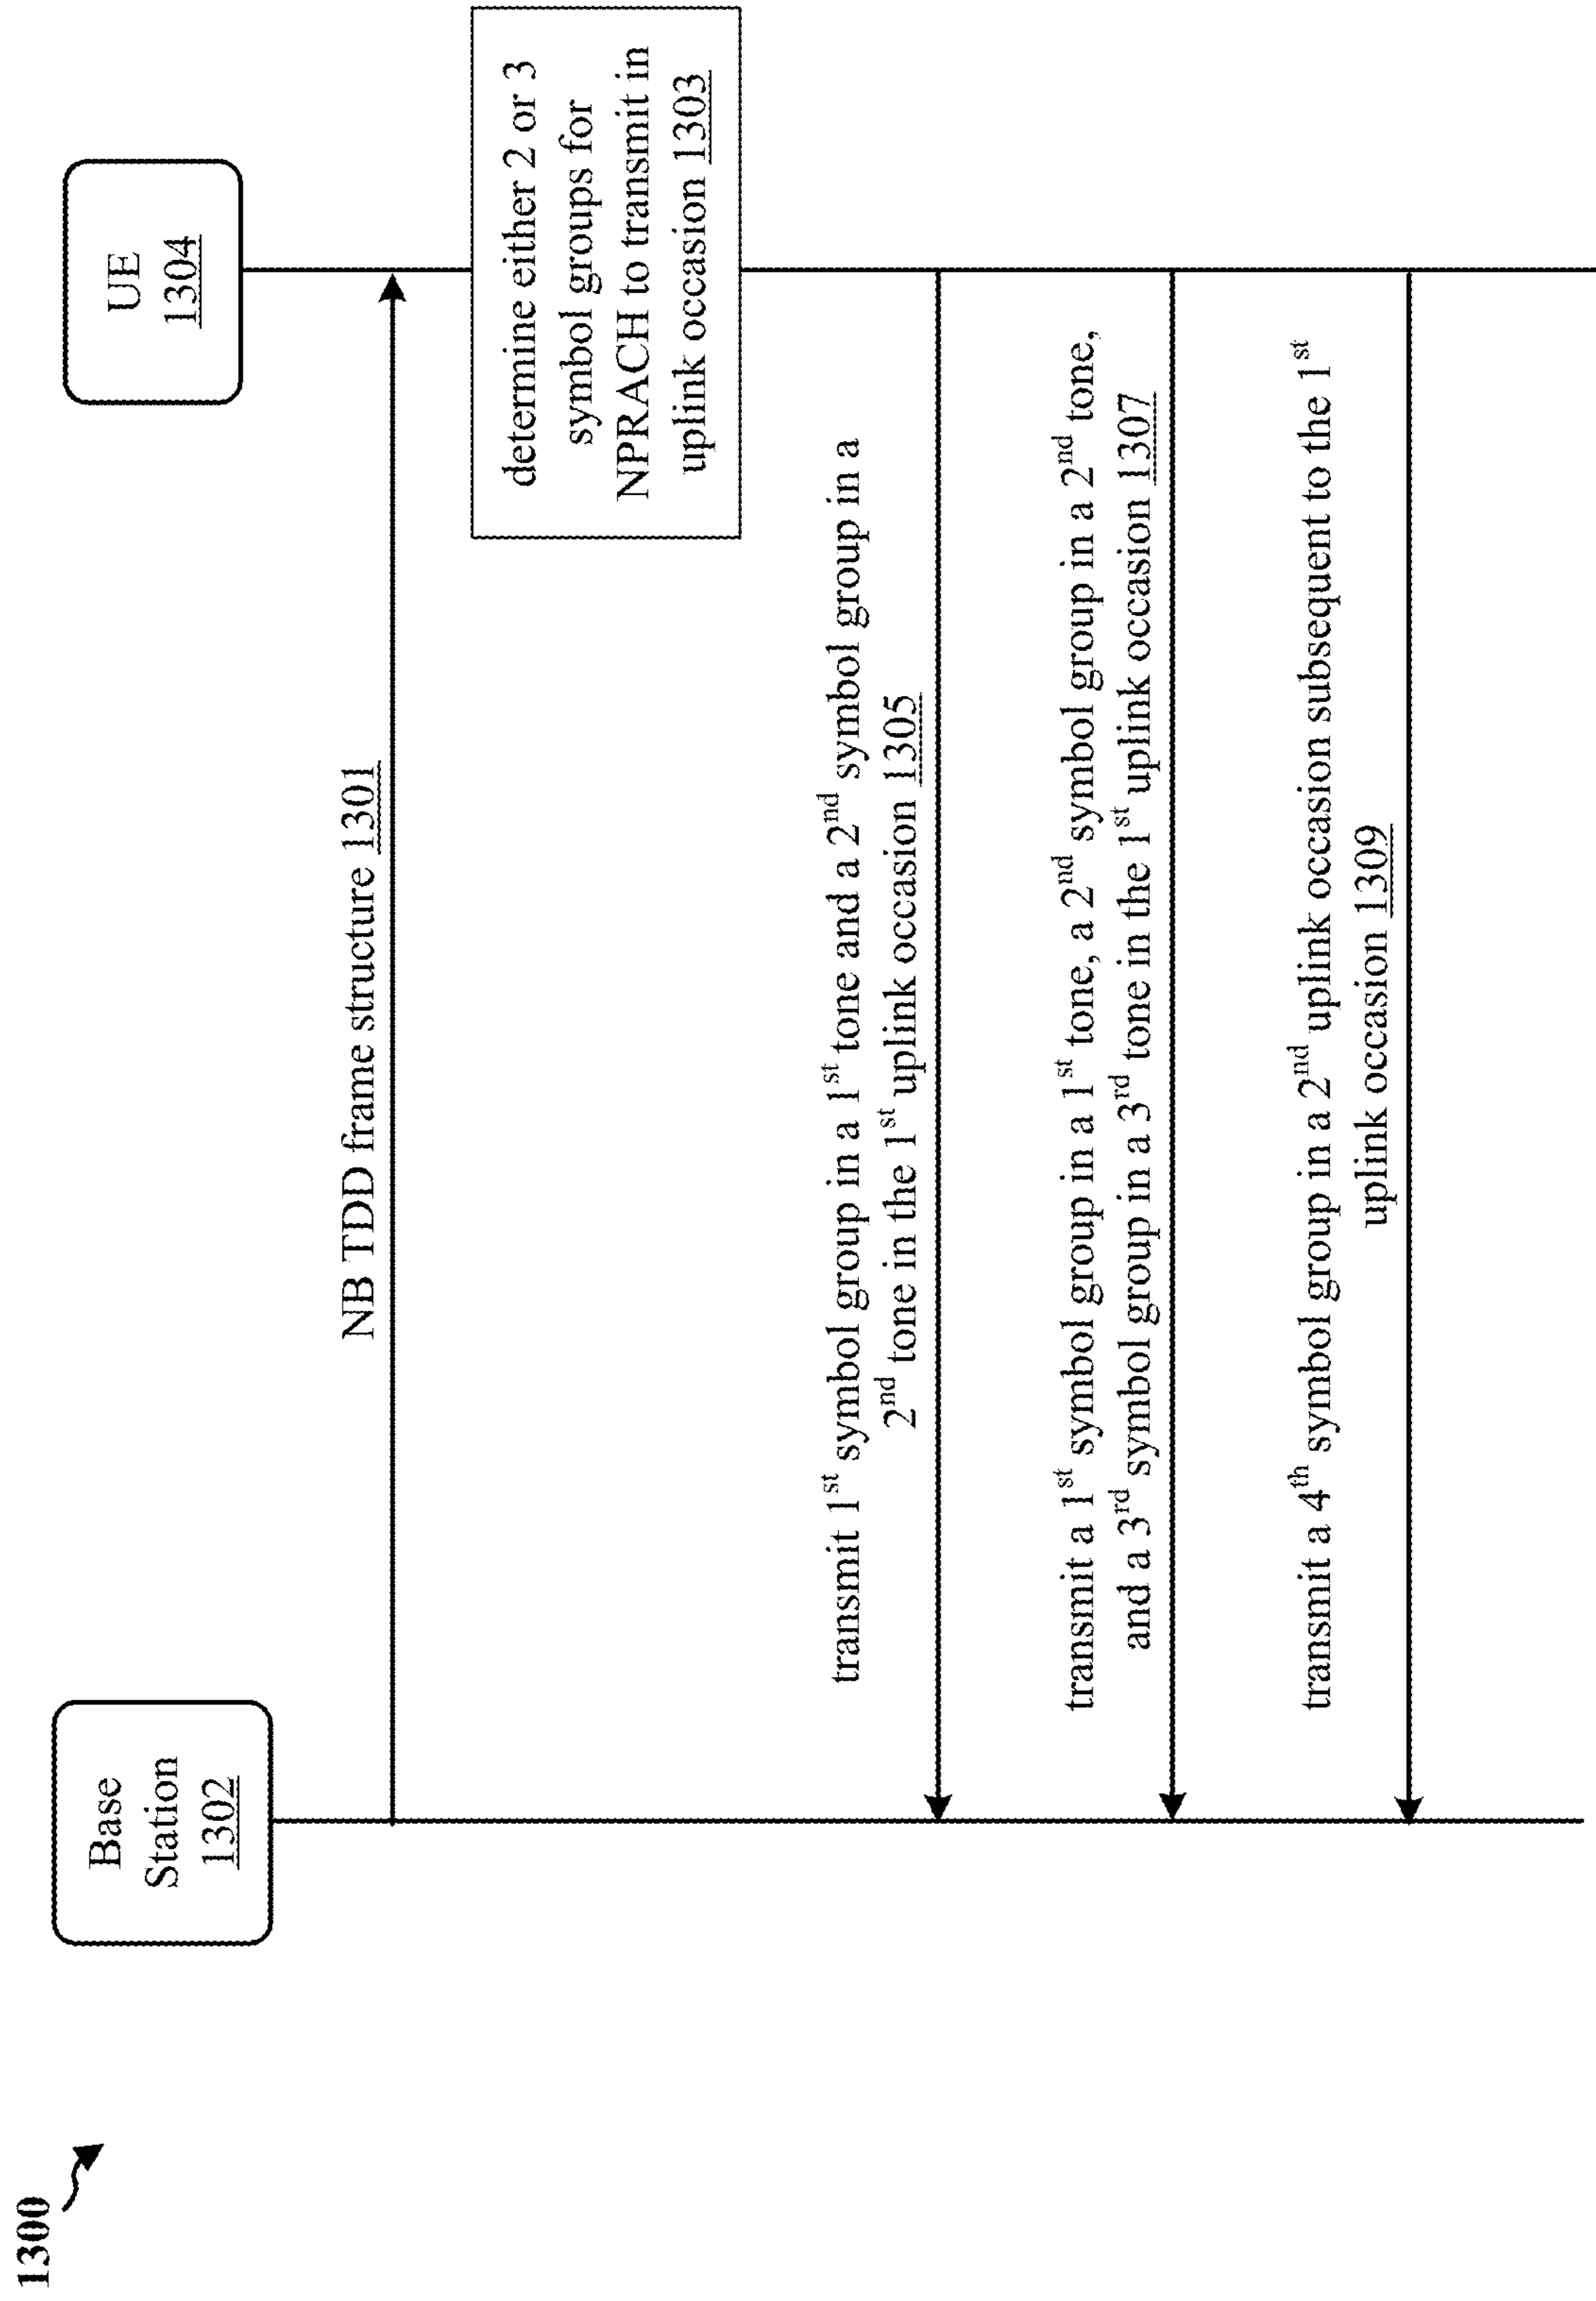 1300
Base
Station
1302
UE
1304
NB TDD frame structure 1301
determine either 2 or 3
symbol groups for
NPRACH to transmit in
uplink occasion 1303
transmit 1st symbol group in a 1st tone and a 2nd symbol group in a
2nd tone in the 1st uplink occasion 1305
transmit a 1st symbol group in a 1st tone, a 2nd symbol group in a 2nd tone,
and a 3rd symbol group in a 3rd tone in the 1st uplink occasion 1307
transmit a 4th symbol group in a 2nd uplink occasion subsequent to the 1st
uplink occasion 1309